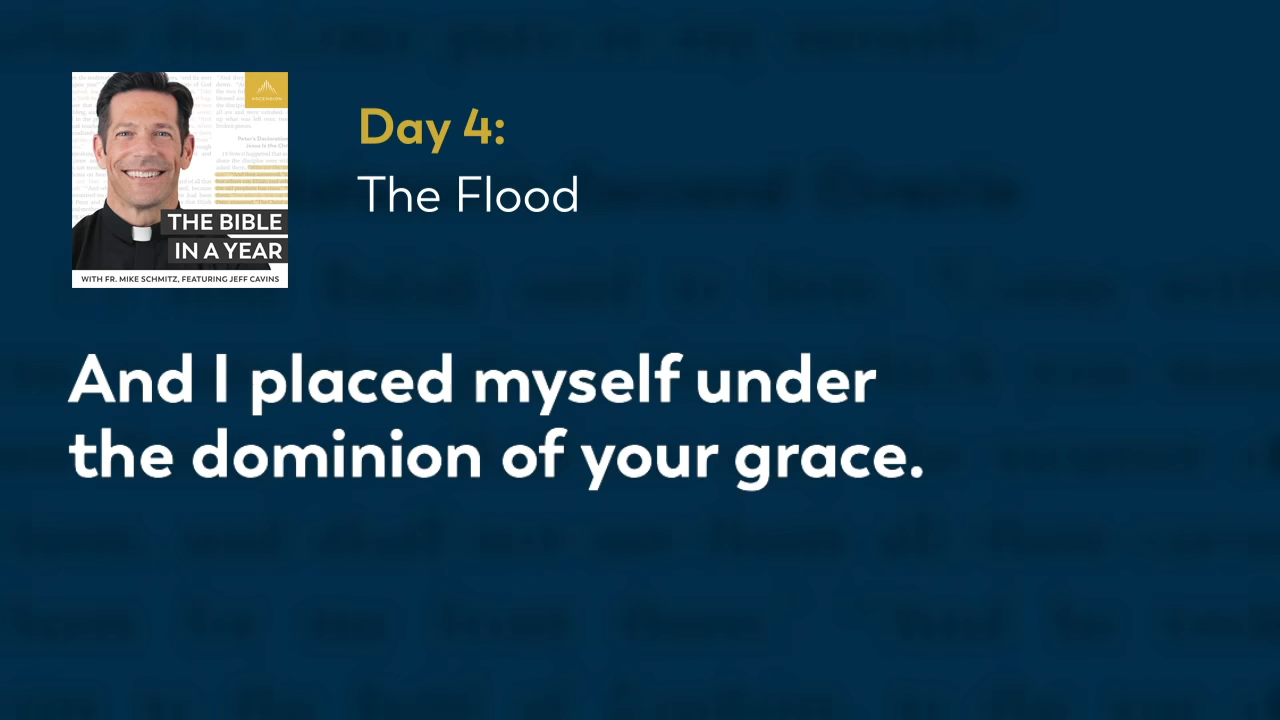 Day 4:
The Flood
ASCENSION
THE BIBLE
IN A YEAR
WITH FR. MIKE SCHMITZ, FEATURING JEFF CAVINS
And I placed myself under
the dominion of your grace.